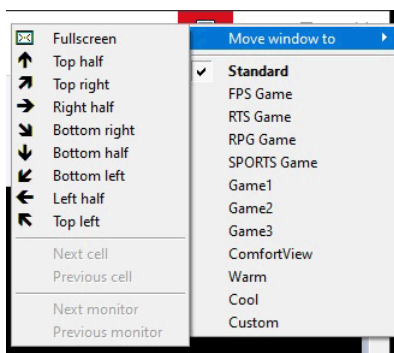 Fullscreen
Top half
Top right
Right half
Bottom right
Bottom half
Bottom left
Left half
Top left
Next cell
Previous cell
Next monitor
Previous monitor
Move window to
Standard
FPS Game
RTS Game
RPG Game
SPORTS Game
Game1
Game2
Game3
ComfortView
Warm
Cool
Custom